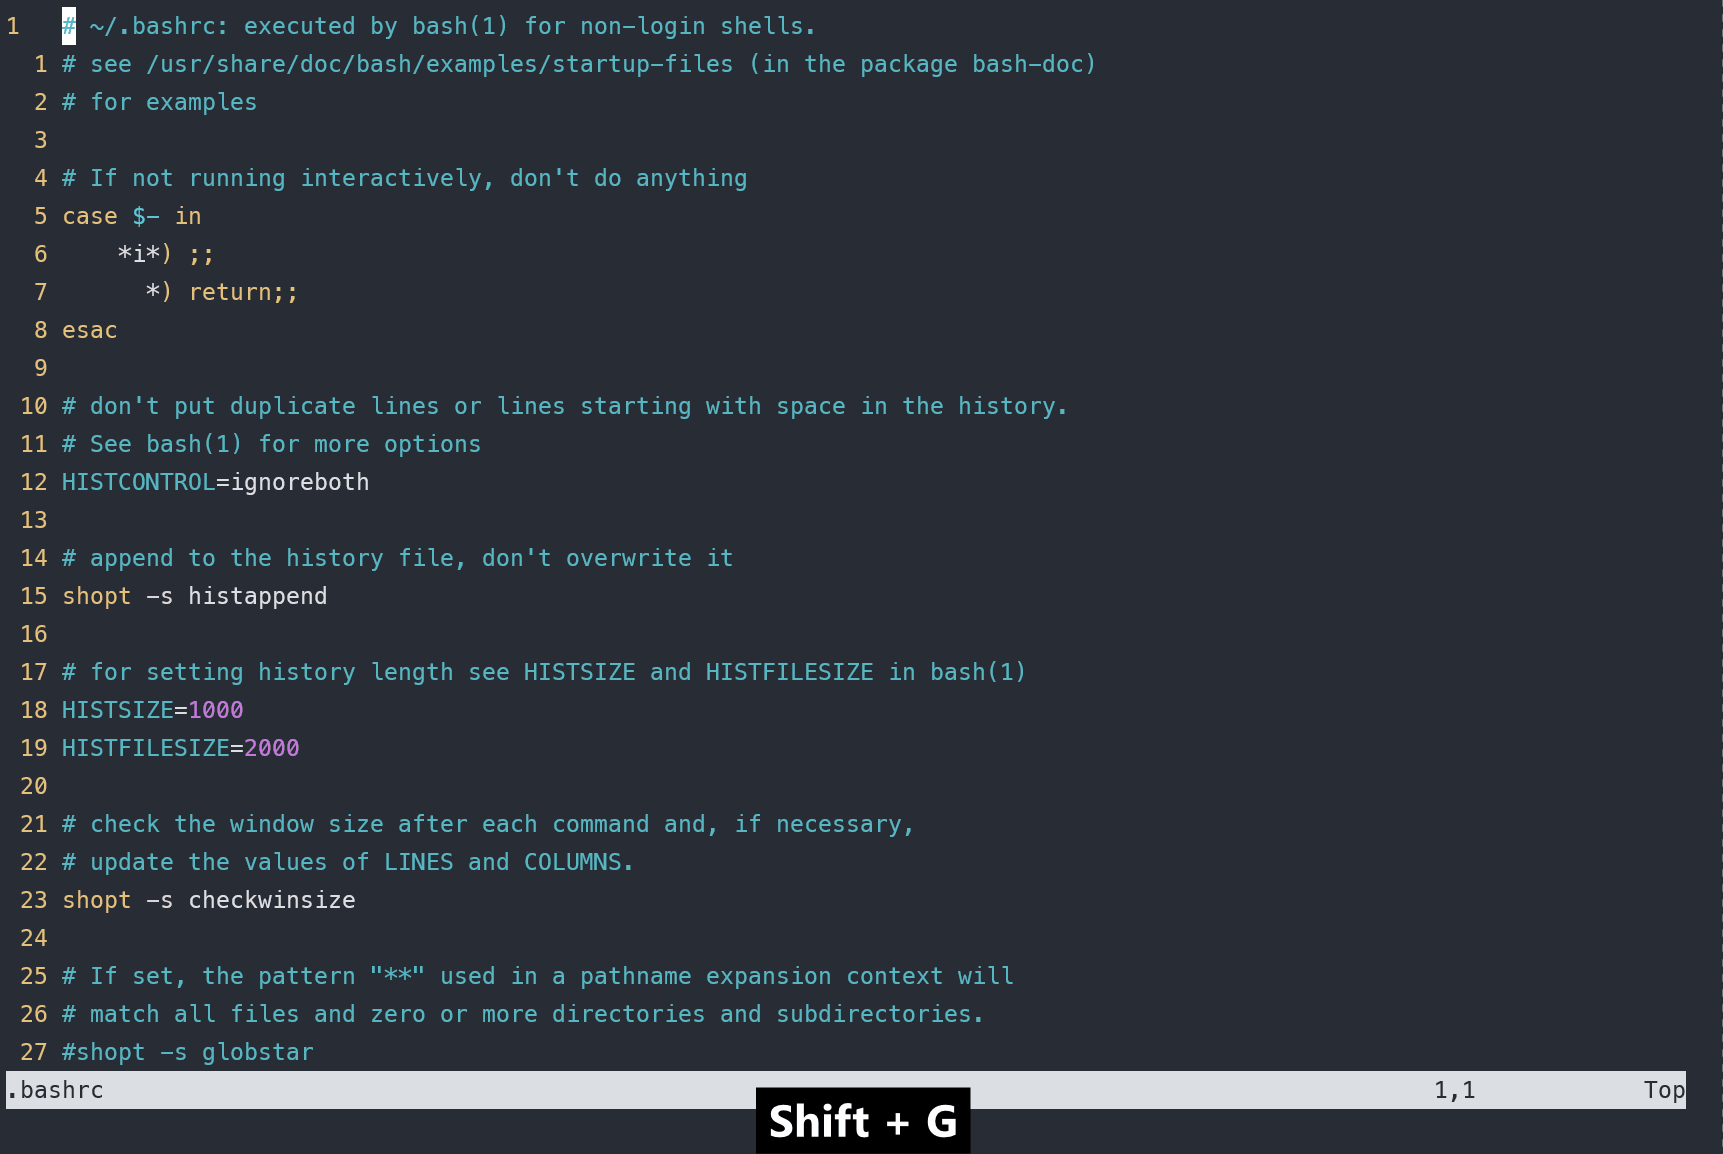 1   # ~/.bashrc: executed by bash(1) for non-login shells.
  1 # see /usr/share/doc/bash/examples/startup-files (in the package bash-doc)
  2 # for examples
  3
  4 # If not running interactively, don't do anything
  5 case $- in
  6     *i*) ;;
  7       *) return;;
  8 esac
  9
 10 # don't put duplicate lines or lines starting with space in the history.
 11 # See bash(1) for more options
 12 HISTCONTROL=ignoreboth
 13
 14 # append to the history file, don't overwrite it
 15 shopt -s histappend
 16
 17 # for setting history length see HISTSIZE and HISTFILESIZE in bash(1)
 18 HISTSIZE=1000
 19 HISTFILESIZE=2000
 20
 21 # check the window size after each command and, if necessary,
 22 # update the values of LINES and COLUMNS.
 23 shopt -s checkwinsize
 24
 25 # If set, the pattern "**" used in a pathname expansion context will
 26 # match all files and zero or more directories and subdirectories.
 27 #shopt -s globstar
.bashrc 1,1 Top
Shift + G